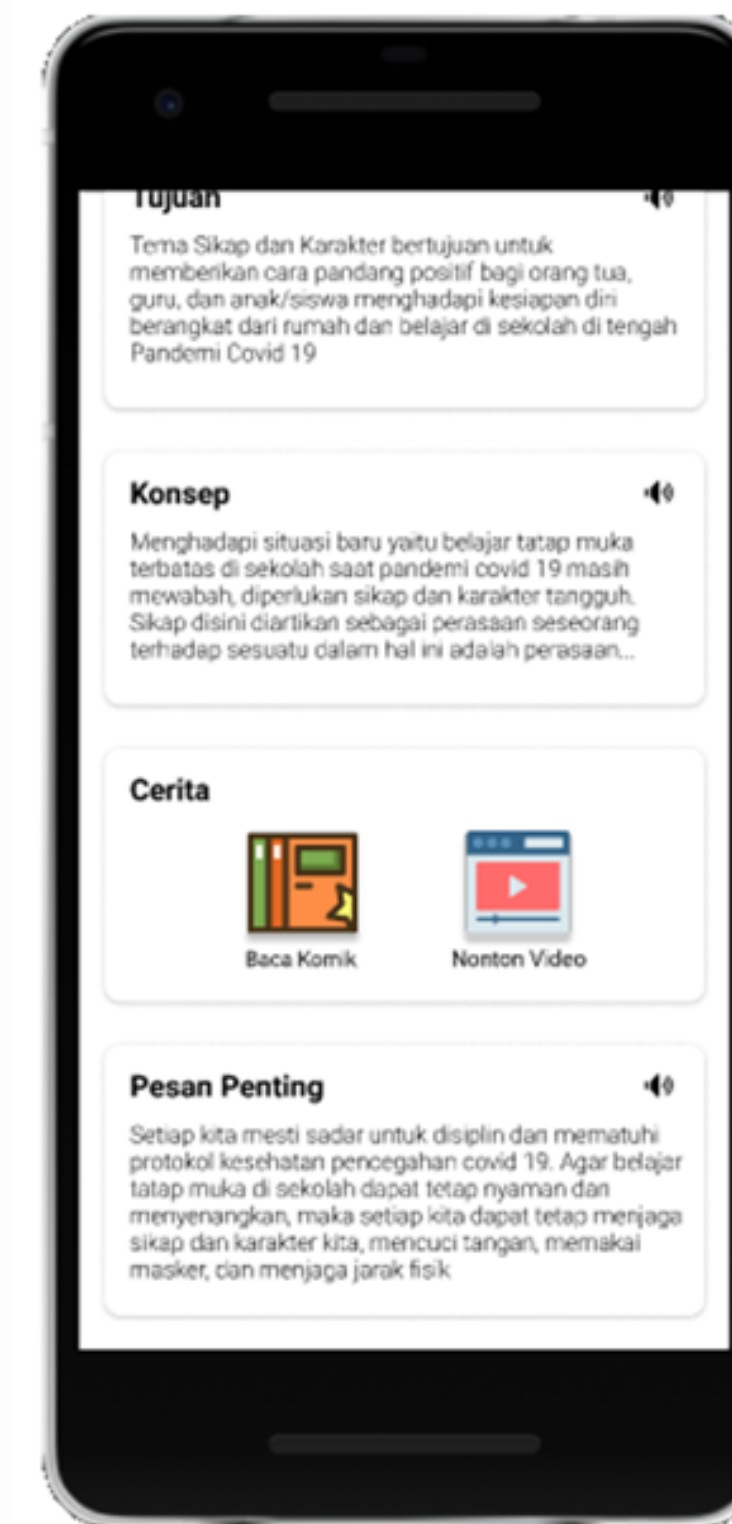 Tujuan
Tema Sikap dan Karakter bertujuan untuk
memberikan cara pandang positif bagi orang tua,
guru, dan anak/siswa menghadapi kesiapan diri
berangkat dari rumah dan belajar di sekolah di tengah
Pandemi Covid 19
Konsep
Menghadapi situasi baru yaitu belajar tatap muka
terbatas di sekolah saat pandemi covid 19 masih
mewabah, diperlukan sikap dan karakter tangguh.
Sikap disini diartikan sebagai perasaan seseorang
terhadap sesuatu dalam hal ini adalah perasaan...
Cerita
Baca Komik
Nonton Video
Pesan Penting
Setiap kita mesti sadar untuk disiplin dan mematuhi
protokol kesehatan pencegahan covid 19. Agar belajar
tatap muka di sekolah dapat tetap nyaman dan
menyenangkan, maka setiap kita dapat tetap menjaga
sikap dan karakter kita, mencuci tangan, memakai
masker, dan menjaga jarak fisik